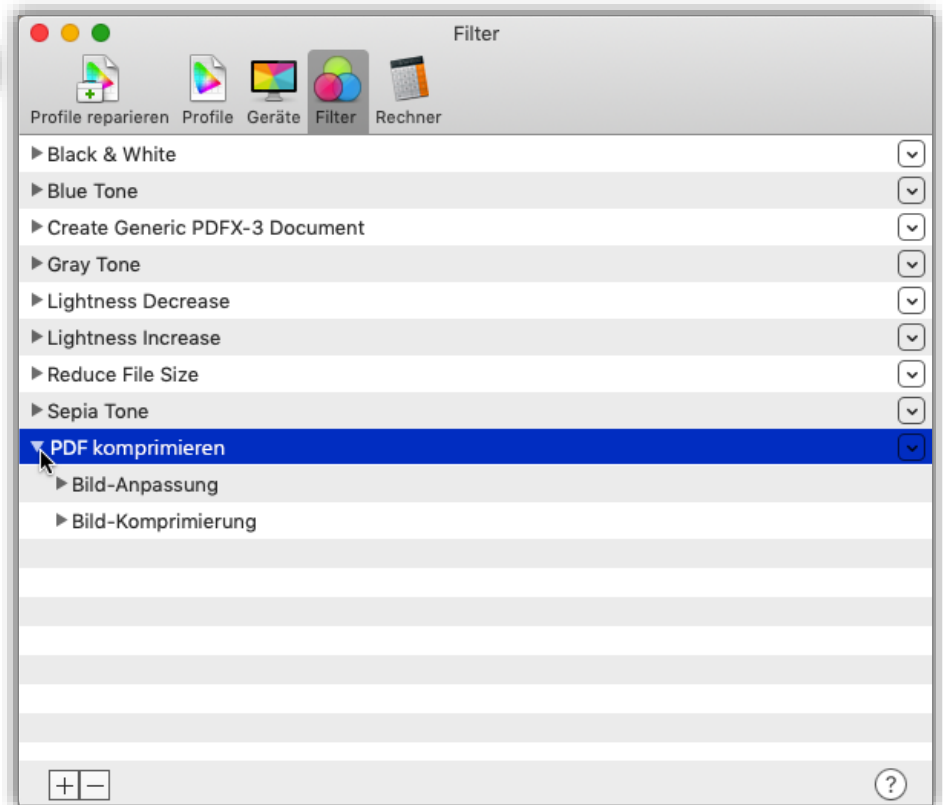 Filter
Profile reparieren Profile Geräte Filter Rechner
Black & White
Blue Tone
Create Generic PDFX-3 Document
Gray Tone
Lightness Decrease
Lightness Increase
Reduce File Size
Sepia Tone
PDF komprimieren
Bild-Anpassung
Bild-Komprimierung
+ − ?